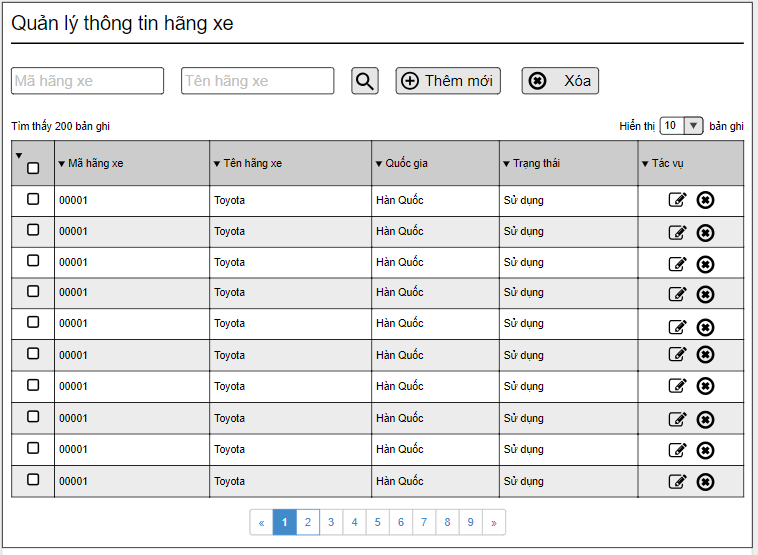 Quản lý thông tin hãng xe
Mã hãng xe Tên hãng xe Thêm mới Xóa
Tìm thấy 200 bản ghi Hiển thị 10 bản ghi
Mã hãng xe Tên hãng xe Quốc gia Trạng thái Tác vụ
00001 Toyota Hàn Quốc Sử dụng
00001 Toyota Hàn Quốc Sử dụng
00001 Toyota Hàn Quốc Sử dụng
00001 Toyota Hàn Quốc Sử dụng
00001 Toyota Hàn Quốc Sử dụng
00001 Toyota Hàn Quốc Sử dụng
00001 Toyota Hàn Quốc Sử dụng
00001 Toyota Hàn Quốc Sử dụng
00001 Toyota Hàn Quốc Sử dụng
00001 Toyota Hàn Quốc Sử dụng
« 1 2 3 4 5 6 7 8 9 »